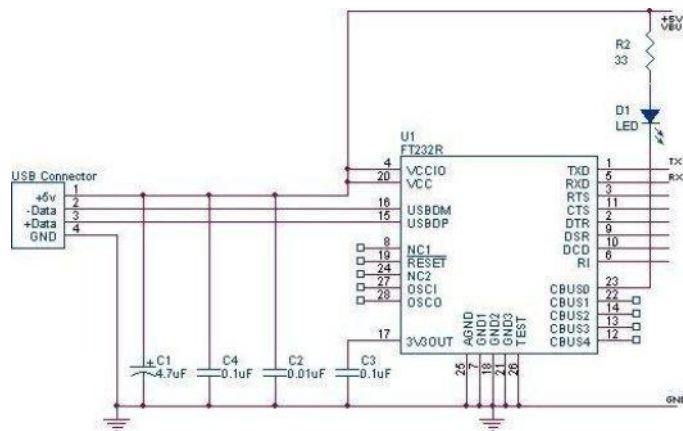 +5V
VBU
R2
33
D1
LED
U1
FT232R
USB Connector
+5v 1
-Data 2
+Data 3
GND 4
4 VCCIO
20 VCC
16 USBDM
15 USBDP
8 NC1
19 RESET
24 NC2
27 OSCI
28 OSCO
17 3V3OUT
TXD 1 TX
RXD 5 RX
RTS 3
CTS 11
DTR 2
DSR 9
DCD 10
RI 6
CBUS0 23
CBUS1 22
CBUS2 14
CBUS3 13
CBUS4 12
AGND GND1 GND2 GND3 TEST
25 7 18 21 26
C1
4.7uF
C4
0.1uF
C2
0.01uF
C3
0.1uF
GND